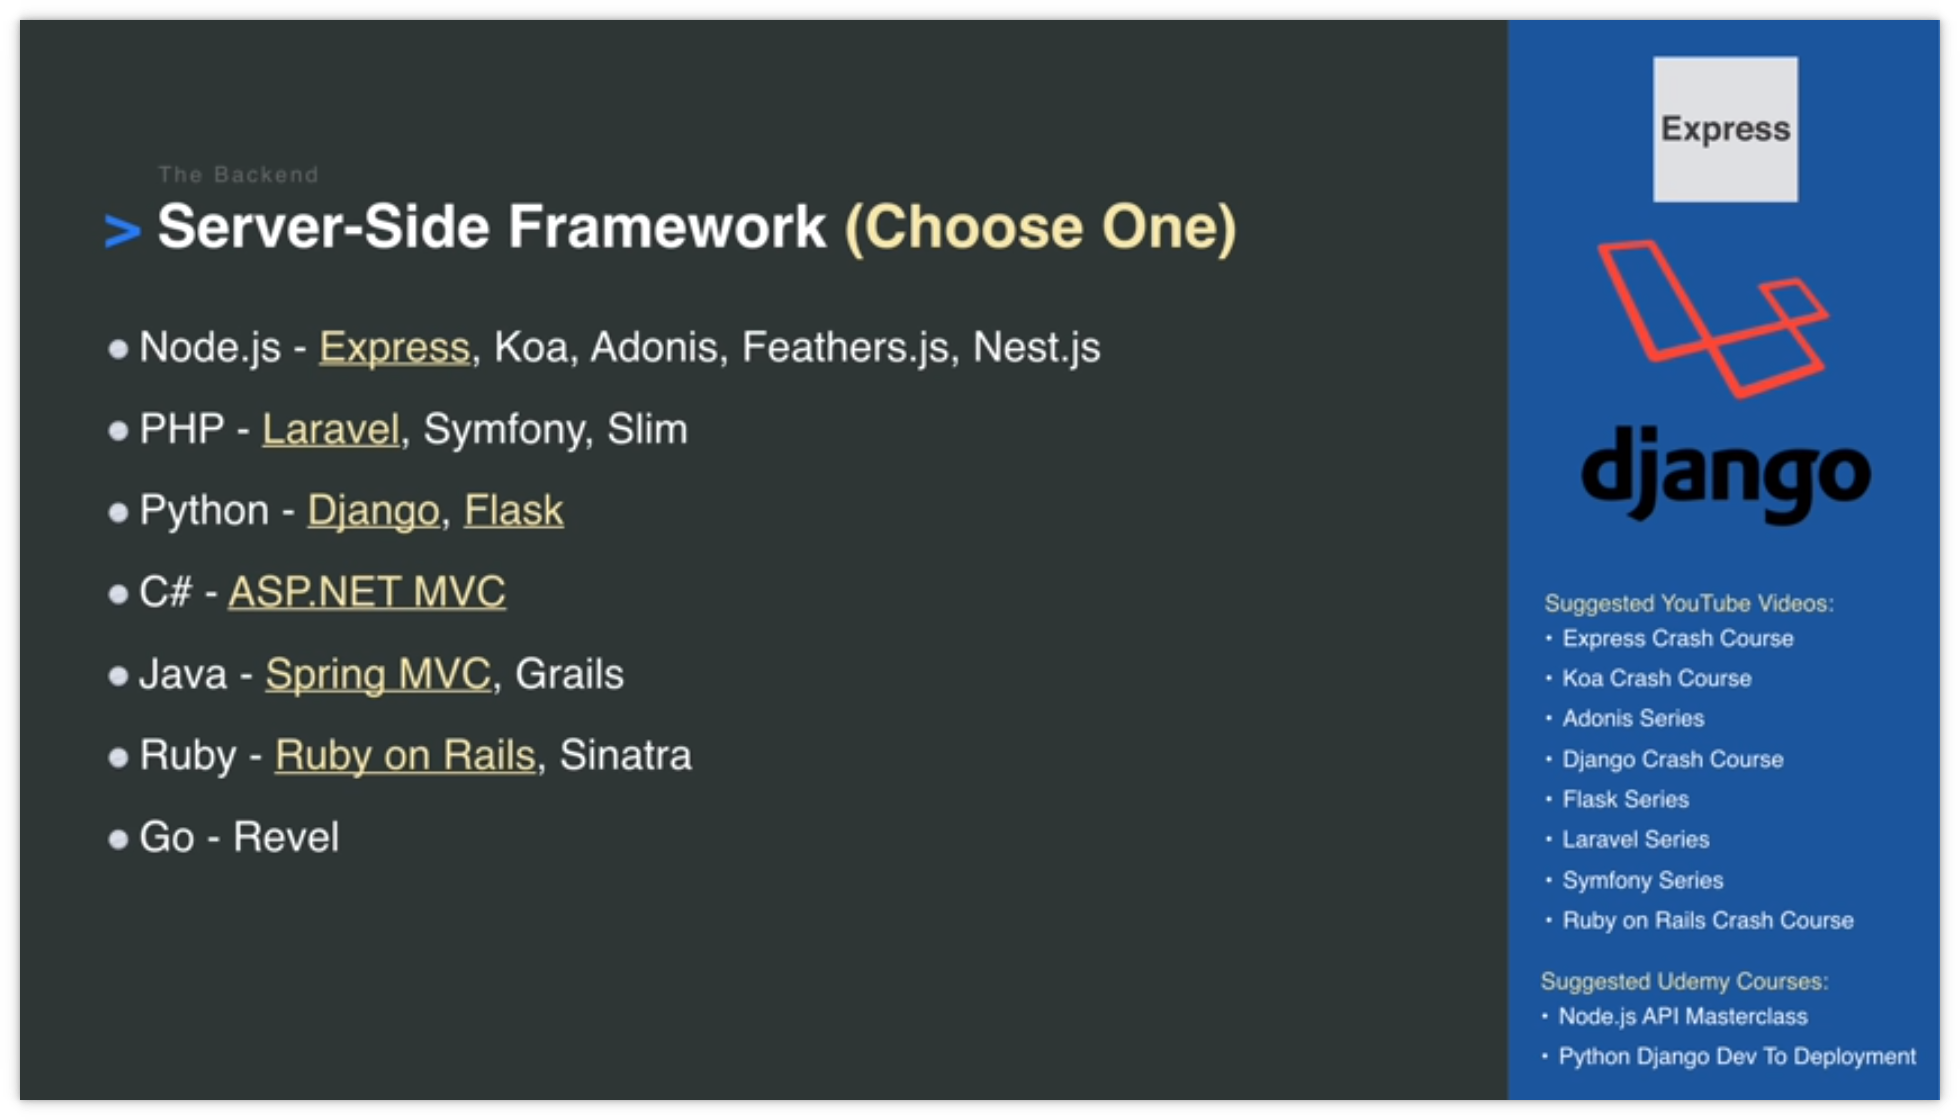 The Backend
> Server-Side Framework (Choose One)
● Node.js - Express, Koa, Adonis, Feathers.js, Nest.js
● PHP - Laravel, Symfony, Slim
● Python - Django, Flask
● C# - ASP.NET MVC
● Java - Spring MVC, Grails
● Ruby - Ruby on Rails, Sinatra
● Go - Revel
Express
django
Suggested YouTube Videos:
• Express Crash Course
• Koa Crash Course
• Adonis Series
• Django Crash Course
• Flask Series
• Laravel Series
• Symfony Series
• Ruby on Rails Crash Course
Suggested Udemy Courses:
• Node.js API Masterclass
• Python Django Dev To Deployment